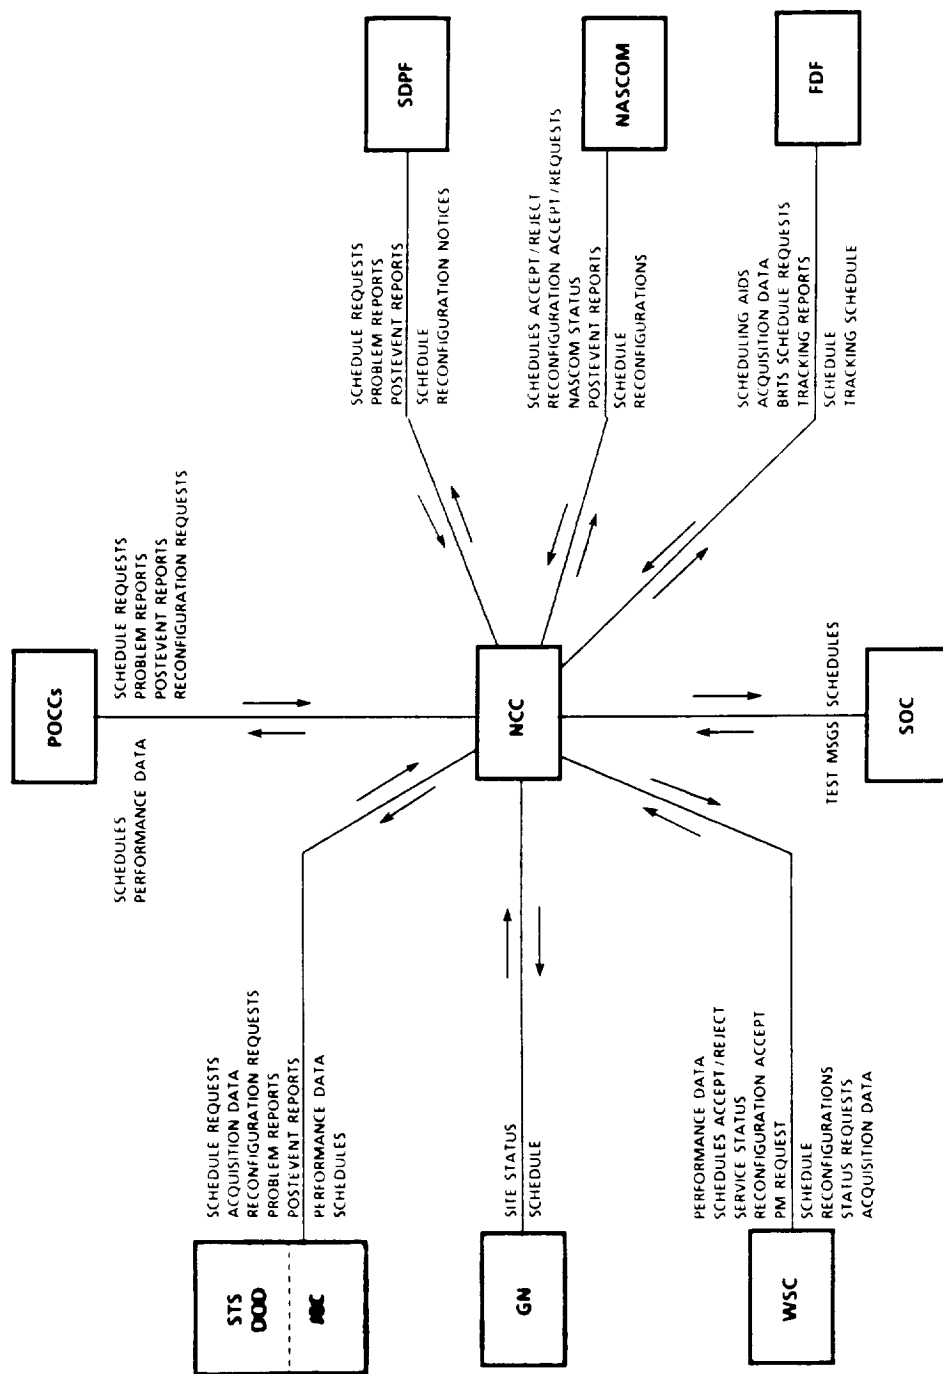 POCCs
SCHEDULES
PERFORMANCE DATA
SCHEDULE REQUESTS
PROBLEM REPORTS
POSTEVENT REPORTS
RECONFIGURATION REQUESTS
STS
DOD
SCHEDULE REQUESTS
ACQUISITION DATA
RECONFIGURATION REQUESTS
PROBLEM REPORTS
POSTEVENT REPORTS
PERFORMANCE DATA
SCHEDULES
SCHEDULE REQUESTS
PROBLEM REPORTS
POSTEVENT REPORTS
SCHEDULE
RECONFIGURATION NOTICES
SDPF
GN
SITE STATUS
SCHEDULE
NCC
SCHEDULES ACCEPT/REJECT
RECONFIGURATION ACCEPT/REQUESTS
NASCOM STATUS
POSTEVENT REPORTS
SCHEDULE
RECONFIGURATIONS
NASCOM
WSC
PERFORMANCE DATA
SCHEDULES ACCEPT/REJECT
SERVICE STATUS
RECONFIGURATION ACCEPT
PM REQUEST
SCHEDULE
RECONFIGURATIONS
STATUS REQUESTS
ACQUISITION DATA
SCHEDULING AIDS
ACQUISITION DATA
BRTS SCHEDULE REQUESTS
TRACKING REPORTS
SCHEDULE
TRACKING SCHEDULE
FDF
TEST MSGS SCHEDULES
SOC